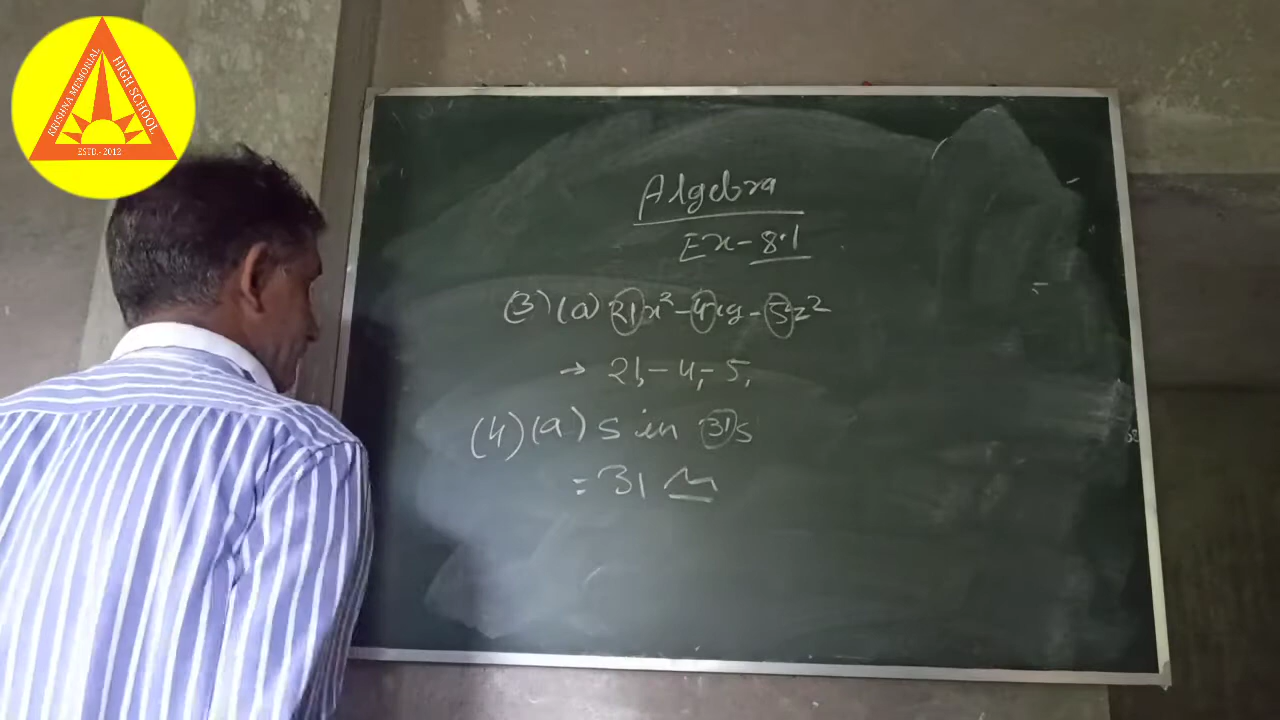 KRISHNA MEMORIAL
HIGH SCHOOL
ESTD.- 2012
Algebra
Ex-8.1
(3) (a) 21x²-4xy-5z²
→ 21,-4,-5,
(4) (a) s in 31s
= 31